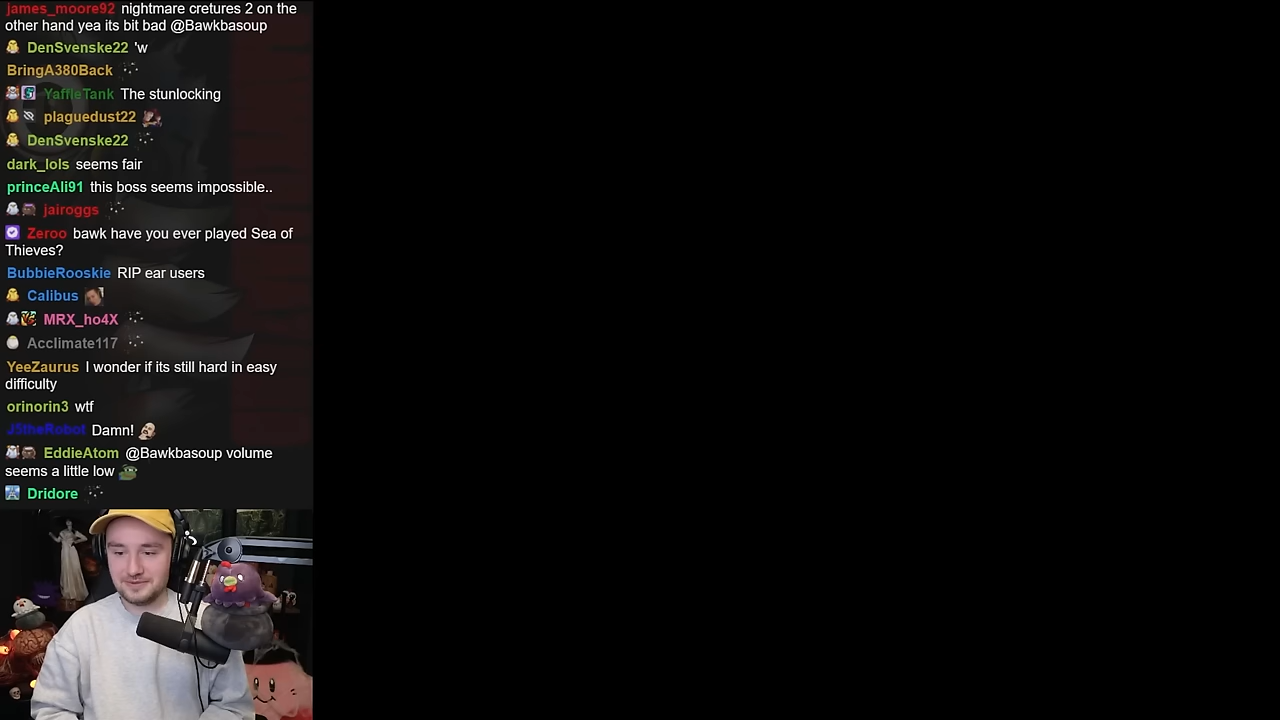 james_moore92 nightmare cretures 2 on the
other hand yea its bit bad @Bawkbasoup
DenSvenske22 'w
BringA380Back
YaffleTank The stunlocking
plaguedust22
DenSvenske22
dark_lols seems fair
princeAli91 this boss seems impossible..
jairoggs
Zeroo bawk have you ever played Sea of
Thieves?
BubbieRooskie RIP ear users
Calibus
MRX_ho4X
Acclimate117
YeeZaurus I wonder if its still hard in easy
difficulty
orinorin3 wtf
J5theRobot Damn!
EddieAtom @Bawkbasoup volume
seems a little low
Dridore